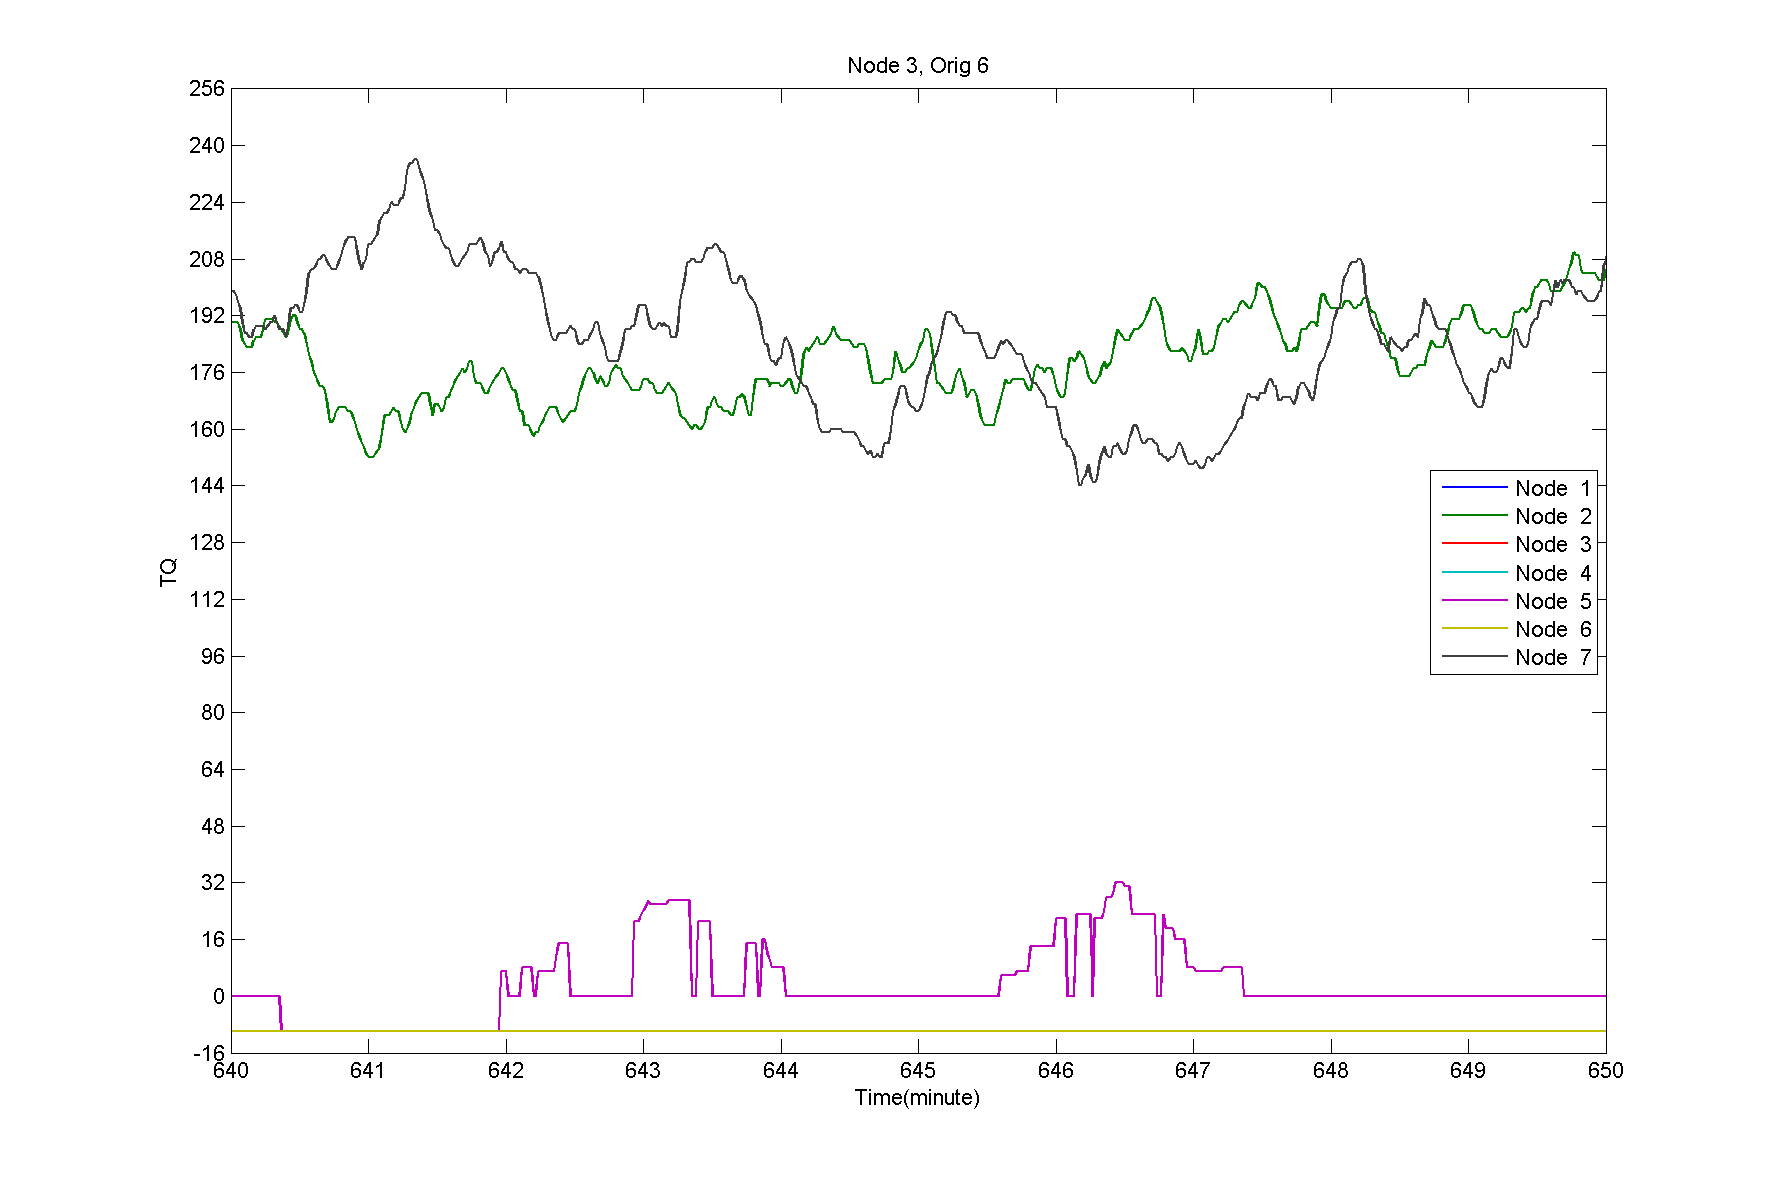 Node 3, Orig 6
256
240
224
208
192
176
160
144
128
112
96
80
64
48
32
16
0
-16
TQ
Node 1
Node 2
Node 3
Node 4
Node 5
Node 6
Node 7
640 641 642 643 644 645 646 647 648 649 650
Time(minute)